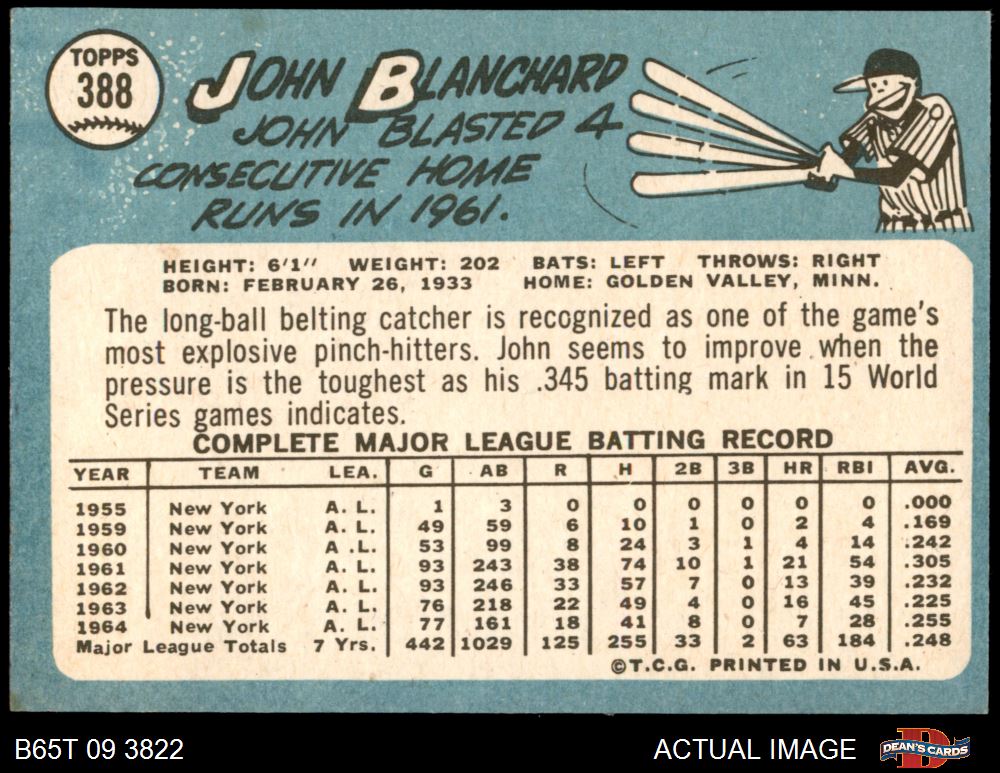 TOPPS
388
JOHN BLANCHARD
JOHN BLASTED 4
CONSECUTIVE HOME
RUNS IN 1961.
HEIGHT: 6'1" WEIGHT: 202 BATS: LEFT THROWS: RIGHT
BORN: FEBRUARY 26, 1933 HOME: GOLDEN VALLEY, MINN.
The long-ball belting catcher is recognized as one of the game's
most explosive pinch-hitters. John seems to improve when the
pressure is the toughest as his .345 batting mark in 15 World
Series games indicates.
COMPLETE MAJOR LEAGUE BATTING RECORD
YEAR TEAM LEA. G AB R H 2B 3B HR RBI AVG.
1955 New York A. L. 1 3 0 0 0 0 0 0 .000
1959 New York A. L. 49 59 6 10 1 0 2 4 .169
1960 New York A .L. 53 99 8 24 3 1 4 14 .242
1961 New York A. L. 93 243 38 74 10 1 21 54 .305
1962 New York A. L. 93 246 33 57 7 0 13 39 .232
1963 New York A. L. 76 218 22 49 4 0 16 45 .225
1964 New York A. L. 77 161 18 41 8 0 7 28 .255
Major League Totals 7 Yrs. 442 1029 125 255 33 2 63 184 .248
©T.C.G. PRINTED IN U.S.A.
B65T 09 3822 ACTUAL IMAGE DEAN'S CARDS